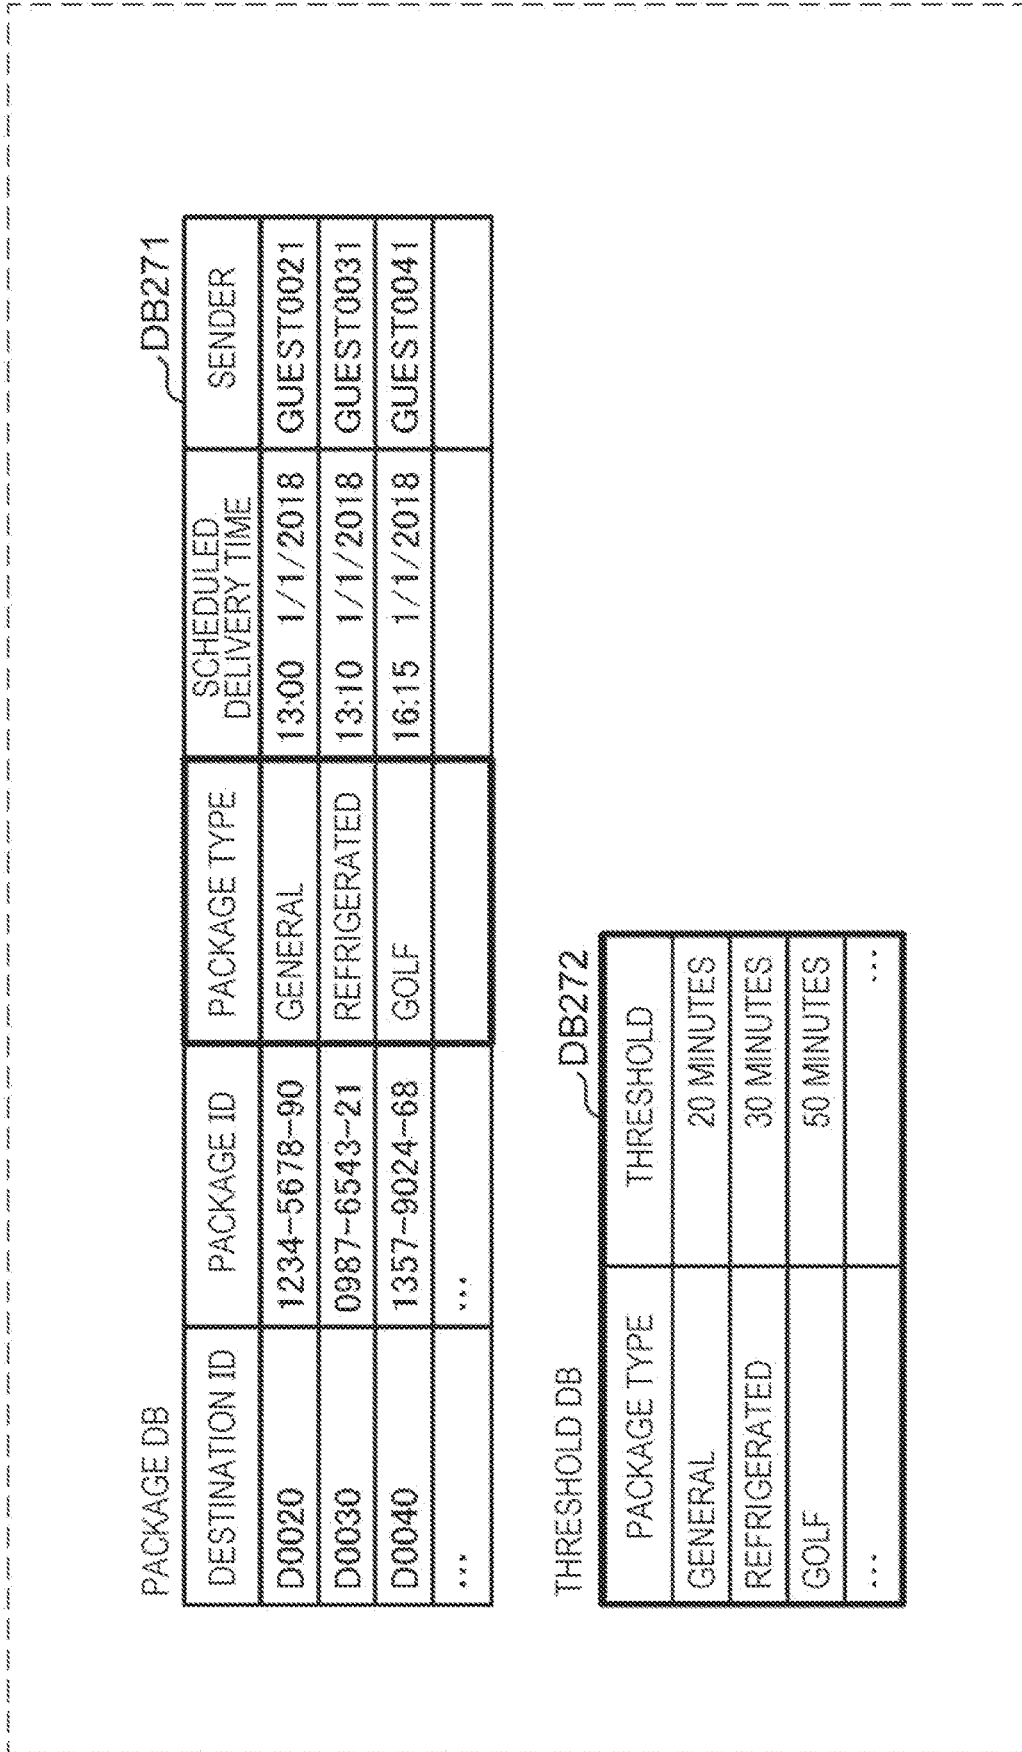 PACKAGE DB
DB271
DESTINATION ID PACKAGE ID PACKAGE TYPE SCHEDULED DELIVERY TIME SENDER
D0020 1234-5678-90 GENERAL 13:00 1/1/2018 GUEST0021
D0030 0987-6543-21 REFRIGERATED 13:10 1/1/2018 GUEST0031
D0040 1357-9024-68 GOLF 16:15 1/1/2018 GUEST0041
... ...
THRESHOLD DB
DB272
PACKAGE TYPE THRESHOLD
GENERAL 20 MINUTES
REFRIGERATED 30 MINUTES
GOLF 50 MINUTES
... ...